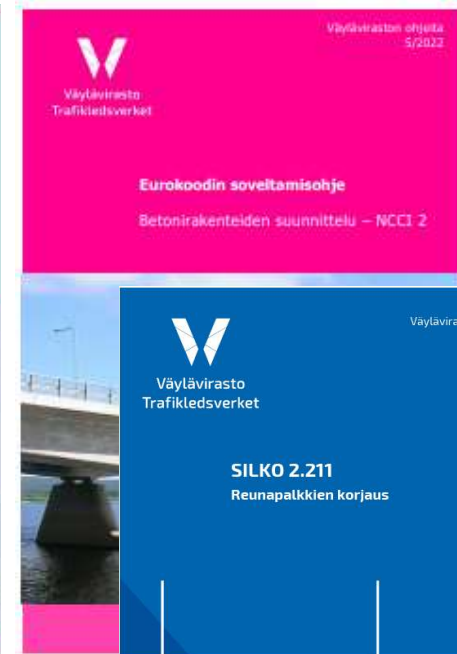 Väyläviraston ohjeita
5/2022
Väylävirasto
Trafikledsverket
Eurokoodin soveltamisohje
Betonirakenteiden suunnittelu – NCCI 2
Väylävira
Väylävirasto
Trafikledsverket
SILKO 2.211
Reunapalkkien korjaus